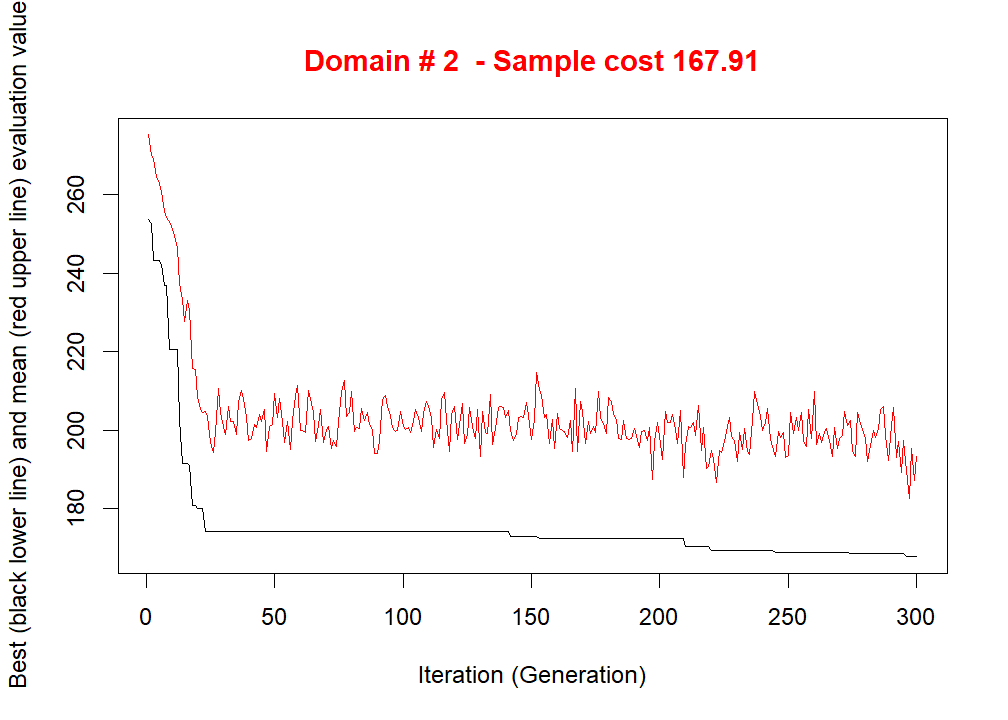 Domain # 2  - Sample cost 167.91
Best (black lower line) and mean (red upper line) evaluation value
260
240
220
200
180
0 50 100 150 200 250 300
Iteration (Generation)